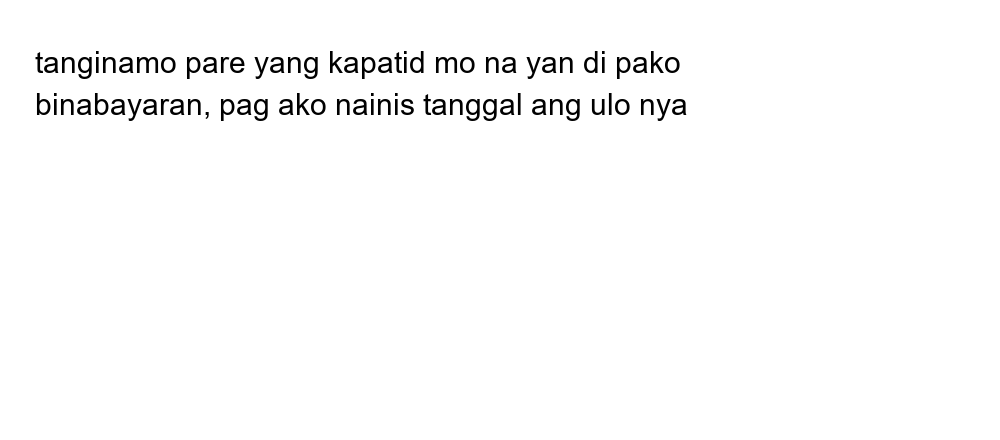 tanginamo pare yang kapatid mo na yan di pako
binabayaran, pag ako nainis tanggal ang ulo nya